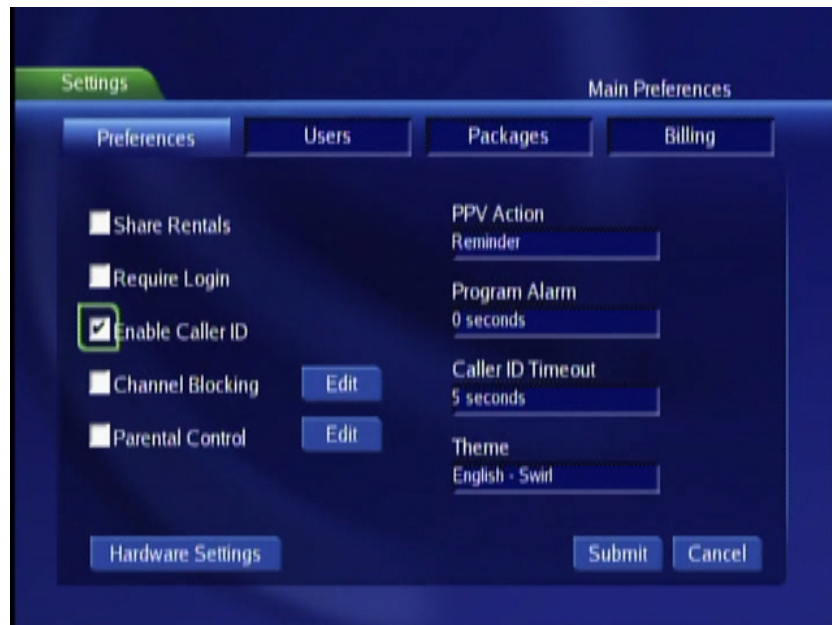 Settings
Main Preferences
Preferences
Users
Packages
Billing
Share Rentals
Require Login
Enable Caller ID
Channel Blocking
Edit
Parental Control
Edit
PPV Action
Reminder
Program Alarm
0 seconds
Caller ID Timeout
5 seconds
Theme
English - Swirl
Hardware Settings
Submit
Cancel